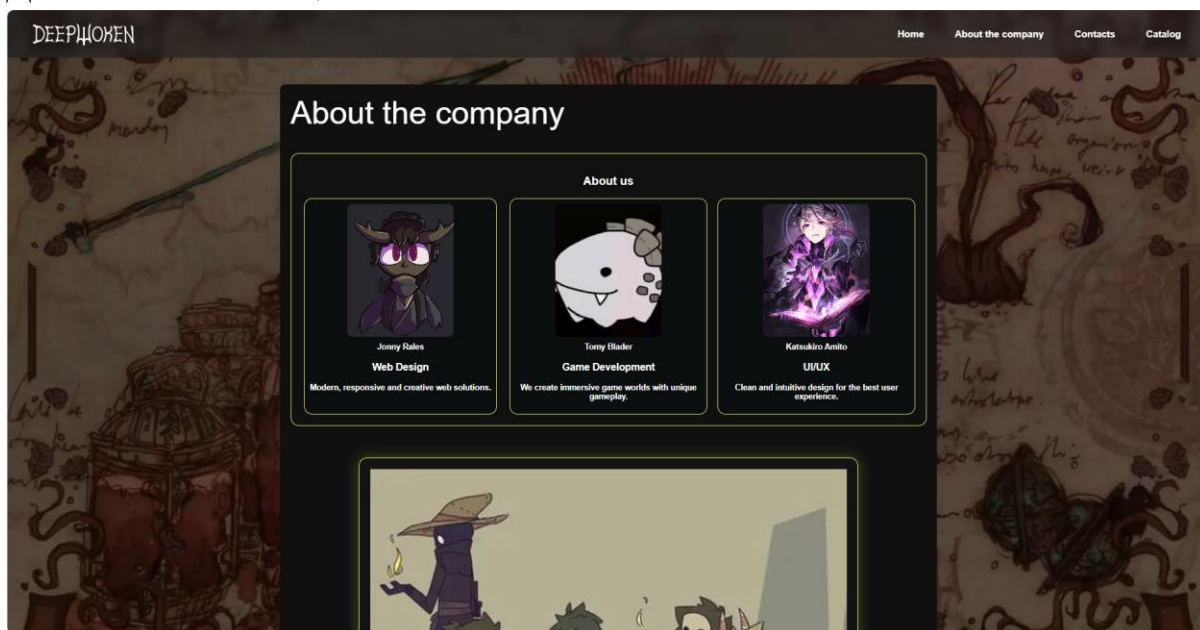 DEEPWOKEN
Home
About the company
Contacts
Catalog
About the company
About us
Jonny Rales
Web Design
Modern, responsive and creative web solutions.
Tomy Blader
Game Development
We create immersive game worlds with unique
gameplay.
Katsukiro Amito
UI/UX
Clean and intuitive design for the best user
experience.